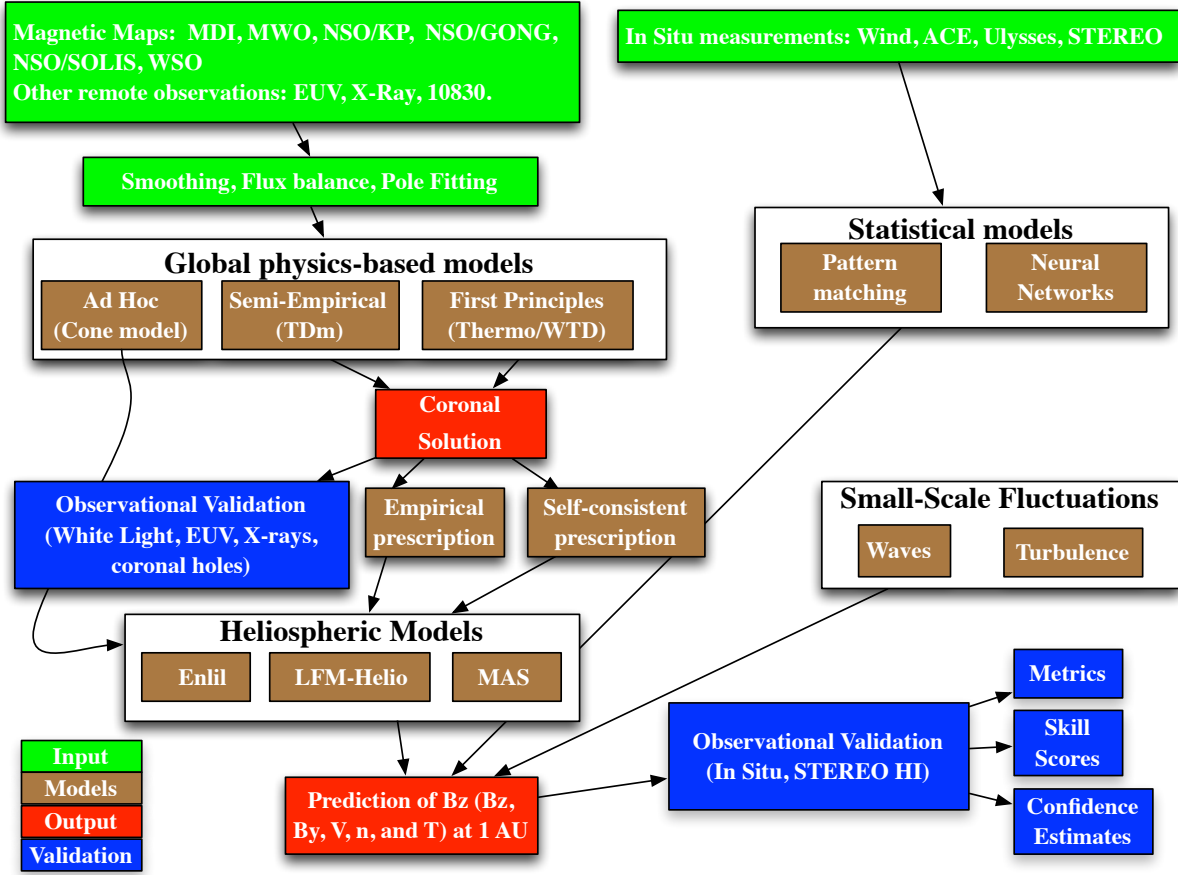 Magnetic Maps: MDI, MWO, NSO/KP, NSO/GONG,
NSO/SOLIS, WSO
Other remote observations: EUV, X-Ray, 10830.
In Situ measurements: Wind, ACE, Ulysses, STEREO
Smoothing, Flux balance, Pole Fitting
Global physics-based models
Ad Hoc
(Cone model)
Semi-Empirical
(TDm)
First Principles
(Thermo/WTD)
Statistical models
Pattern
matching
Neural
Networks
Coronal
Solution
Observational Validation
(White Light, EUV, X-rays,
coronal holes)
Empirical
prescription
Self-consistent
prescription
Small-Scale Fluctuations
Waves
Turbulence
Heliospheric Models
Enlil
LFM-Helio
MAS
Observational Validation
(In Situ, STEREO HI)
Metrics
Skill
Scores
Confidence
Estimates
Prediction of Bz (Bz,
By, V, n, and T) at 1 AU
Input
Models
Output
Validation